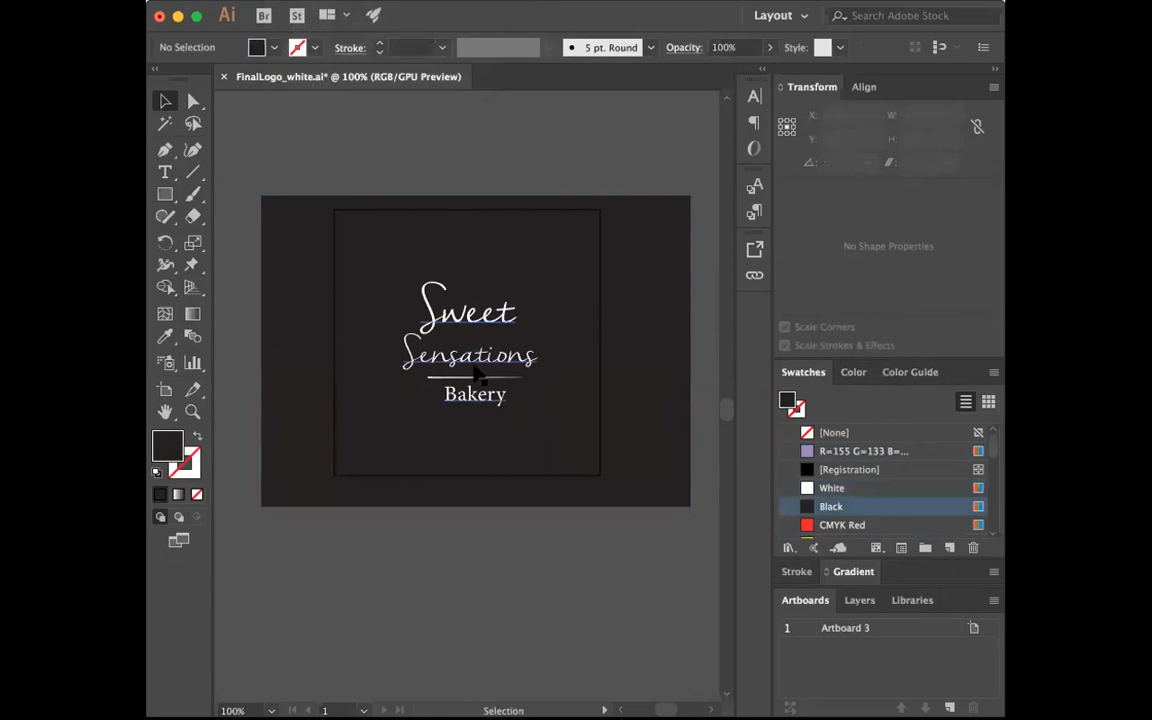 Ai
Br
St
Layout
Search Adobe Stock
No Selection
Stroke:
5 pt. Round
Opacity:
100%
Style:
FinalLogo_white.ai* @ 100% (RGB/GPU Preview)
Transform
Align
X:
W:
Y:
H:
No Shape Properties
Scale Corners
Scale Strokes & Effects
Sweet
Sensations
Bakery
Swatches
Color
Color Guide
[None]
R=155 G=133 B=...
[Registration]
White
Black
CMYK Red
Stroke
Gradient
Artboards
Layers
Libraries
1
Artboard 3
100%
1
Selection